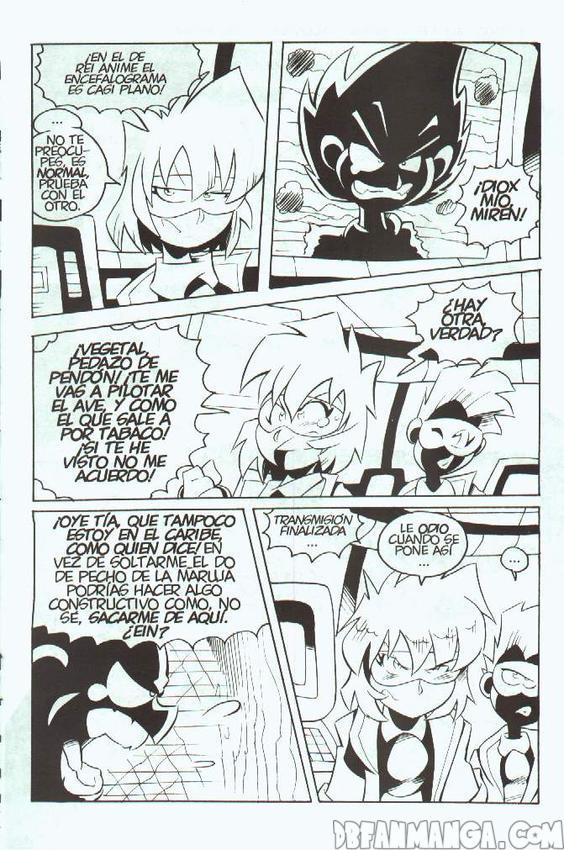 ¡EN EL DE
REI ANIME EL
ENCEFALOGRAMA
ES CASI PLANO!
...
NO TE
PREOCU-
PES, ES
NORMAL,
PRUEBA
CON EL
OTRO.
¡DIOX
MÍO,
MIREN!
¡VEGETAL,
PEDAZO DE
PENDÓN! ¡TE ME
VAS A PILOTAR
EL AVE, Y COMO
EL QUE SALE A
POR TABACO!
¡SI TE HE
VISTO NO ME
ACUERDO!
¿HAY
OTRA
VERDAD?
¡OYE TÍA, QUE TAMPOCO
ESTOY EN EL CARIBE,
COMO QUIEN DICE! EN
VEZ DE SOLTARME EL DO
DE PECHO DE LA MARUJA
PODRÍAS HACER ALGO
CONSTRUCTIVO COMO, NO
SÉ, SACARME DE AQUÍ.
¿EIN?
TRANSMISIÓN
FINALIZADA
...
LE ODIO
CUANDO SE
PONE ASÍ
...
...
DBFANMANGA.COM